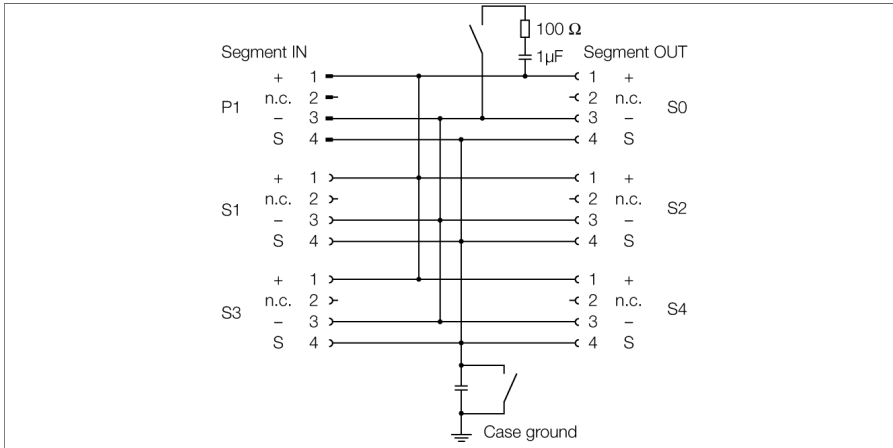 100 Ω
1µF
Segment IN
Segment OUT
P1
+ 1
n.c. 2
– 3
S 4
1 +
2 n.c.
3 –
4 S
S0
S1
+ 1
n.c. 2
– 3
S 4
1 +
2 n.c.
3 –
4 S
S2
S3
+ 1
n.c. 2
– 3
S 4
1 +
2 n.c.
3 –
4 S
S4
Case ground